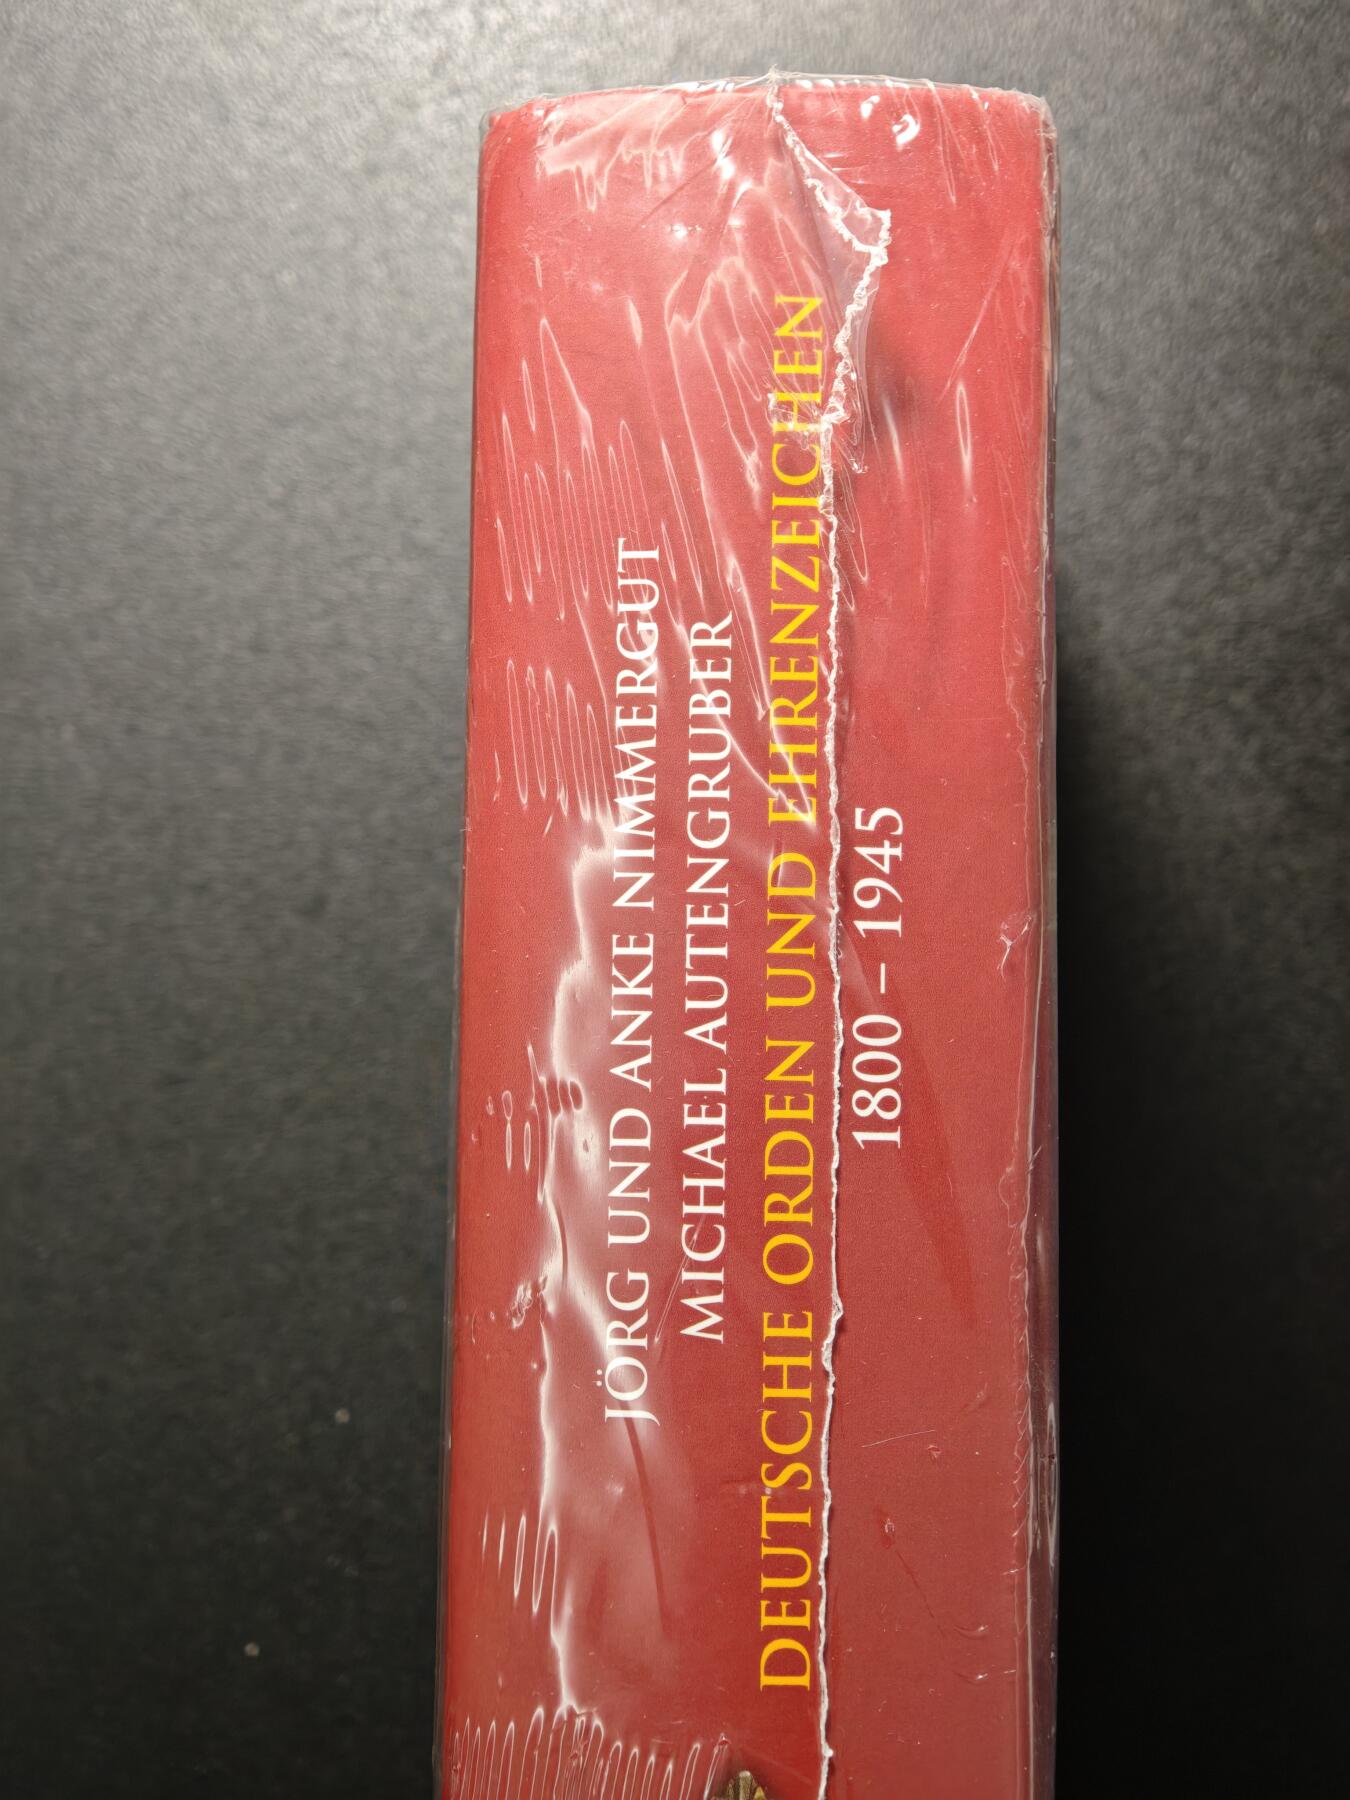 JÖRG UND ANKE NIMMERGUT
MICHAEL AUTENGRUBER
DEUTSCHE ORDEN UND EHRENZEICHEN
1800 – 1945